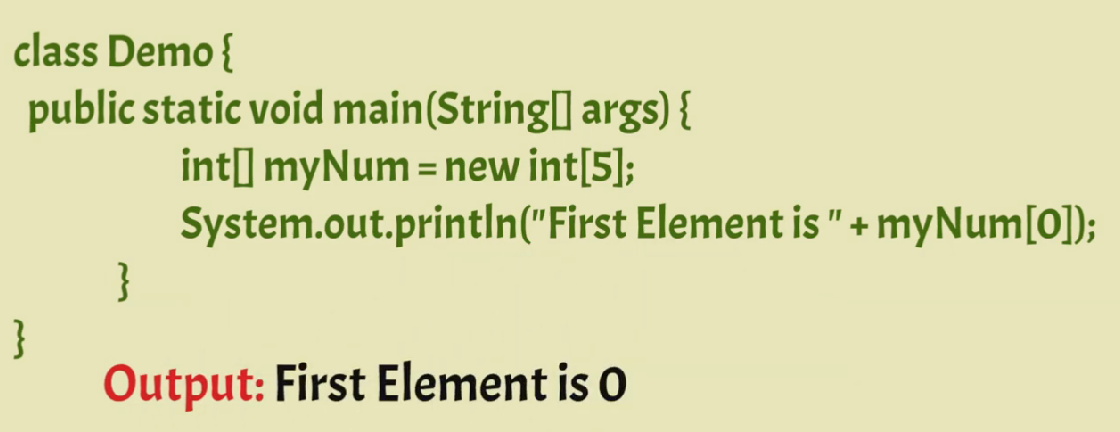 class Demo {
public static void main(String[] args) {
int[] myNum = new int[5];
System.out.println("First Element is " + myNum[0]);
}
}
Output: First Element is 0